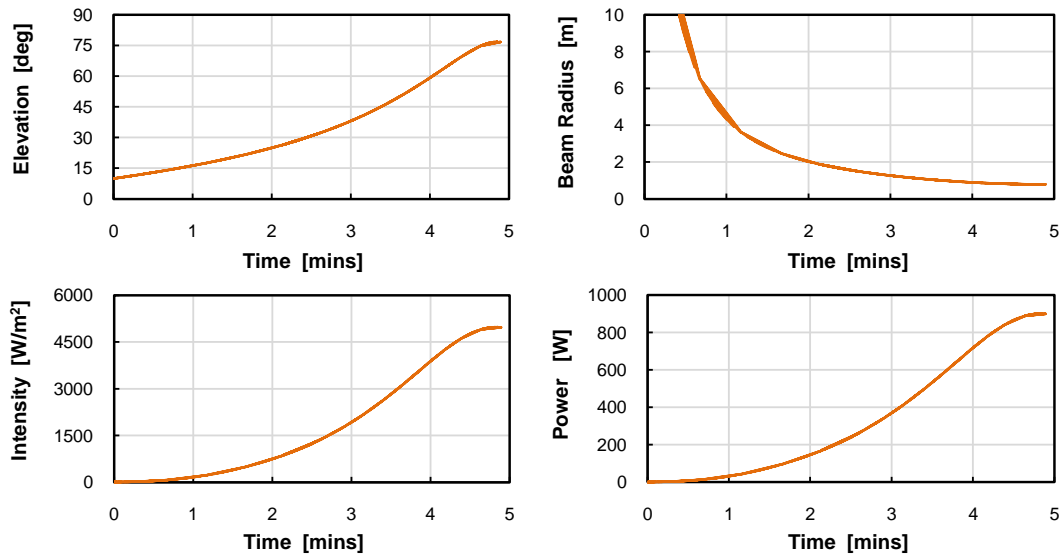 Elevation [deg]
90
75
60
45
30
15
0
0 1 2 3 4 5
Time [mins]
Beam Radius [m]
10
8
6
4
2
0
0 1 2 3 4 5
Time [mins]
Intensity [W/m²]
6000
4500
3000
1500
0
0 1 2 3 4 5
Time [mins]
Power [W]
1000
800
600
400
200
0
0 1 2 3 4 5
Time [mins]